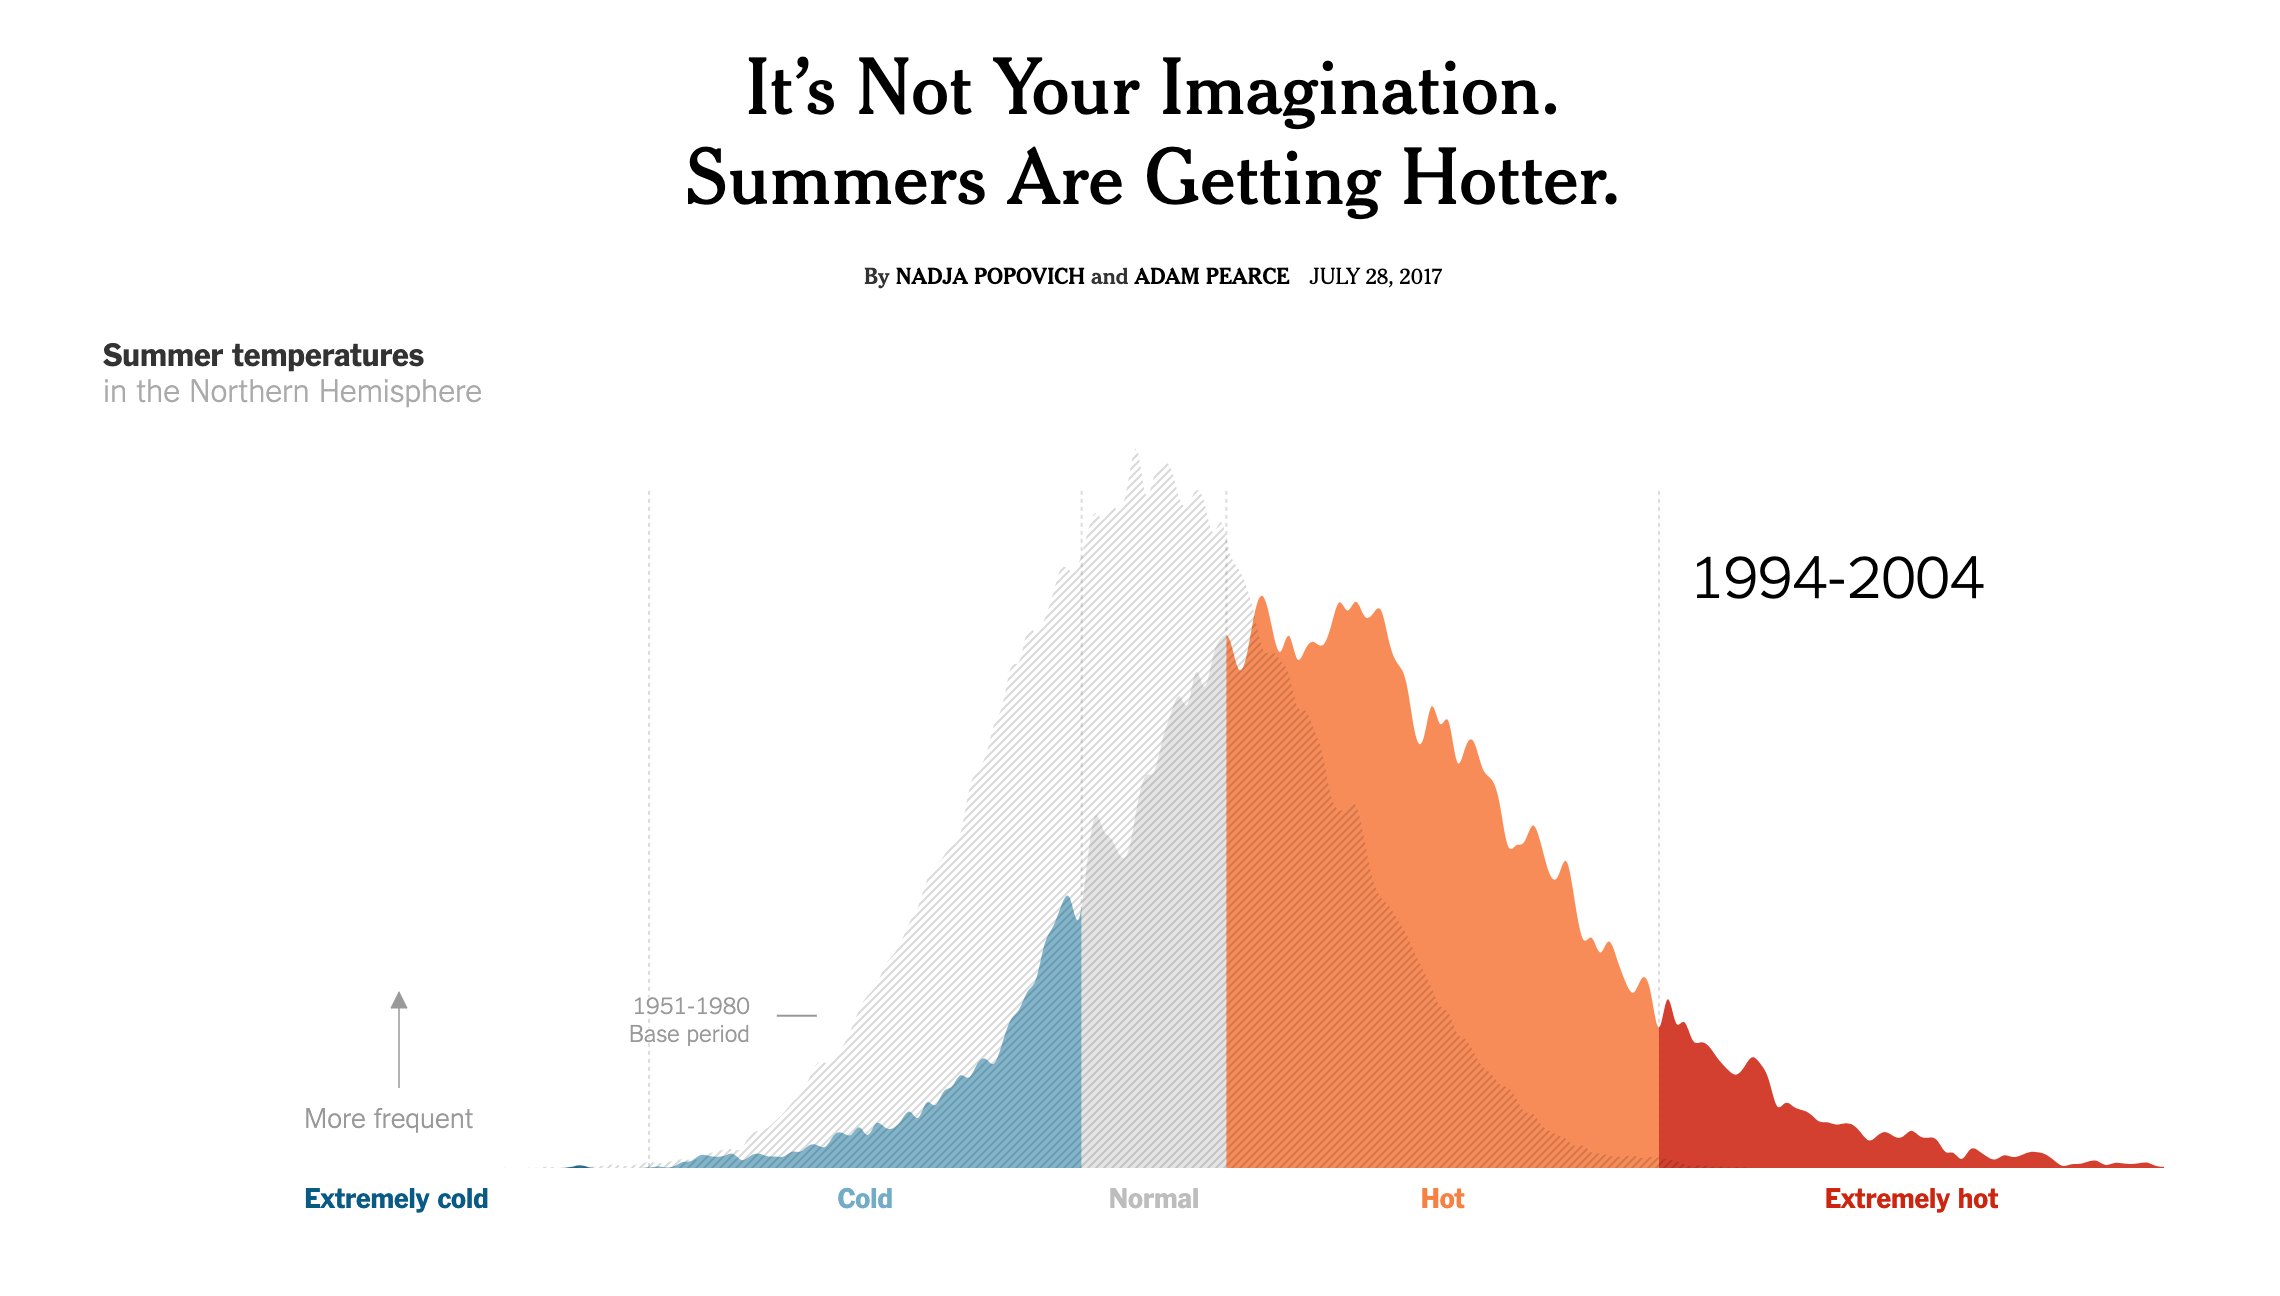 It’s Not Your Imagination.
Summers Are Getting Hotter.
By NADJA POPOVICH and ADAM PEARCE JULY 28, 2017
Summer temperatures
in the Northern Hemisphere
1994-2004
1951-1980
Base period
More frequent
Extremely cold
Cold
Normal
Hot
Extremely hot